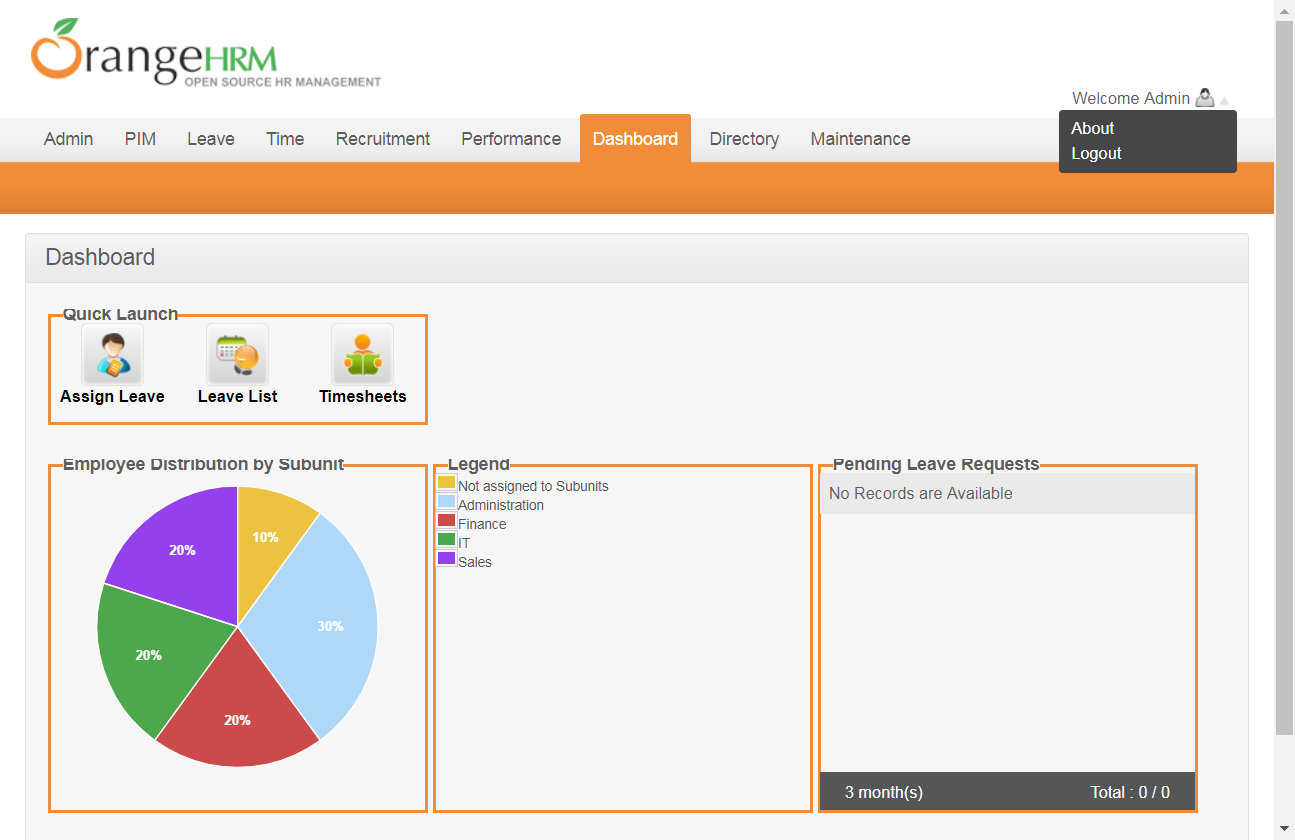 OrangeHRM
OPEN SOURCE HR MANAGEMENT
Welcome Admin
About
Logout
Admin PIM Leave Time Recruitment Performance Dashboard Directory Maintenance
Dashboard
Quick Launch
Assign Leave Leave List Timesheets
Employee Distribution by Subunit
10%
30%
20%
20%
20%
Legend
Not assigned to Subunits
Administration
Finance
IT
Sales
Pending Leave Requests
No Records are Available
3 month(s) Total : 0 / 0